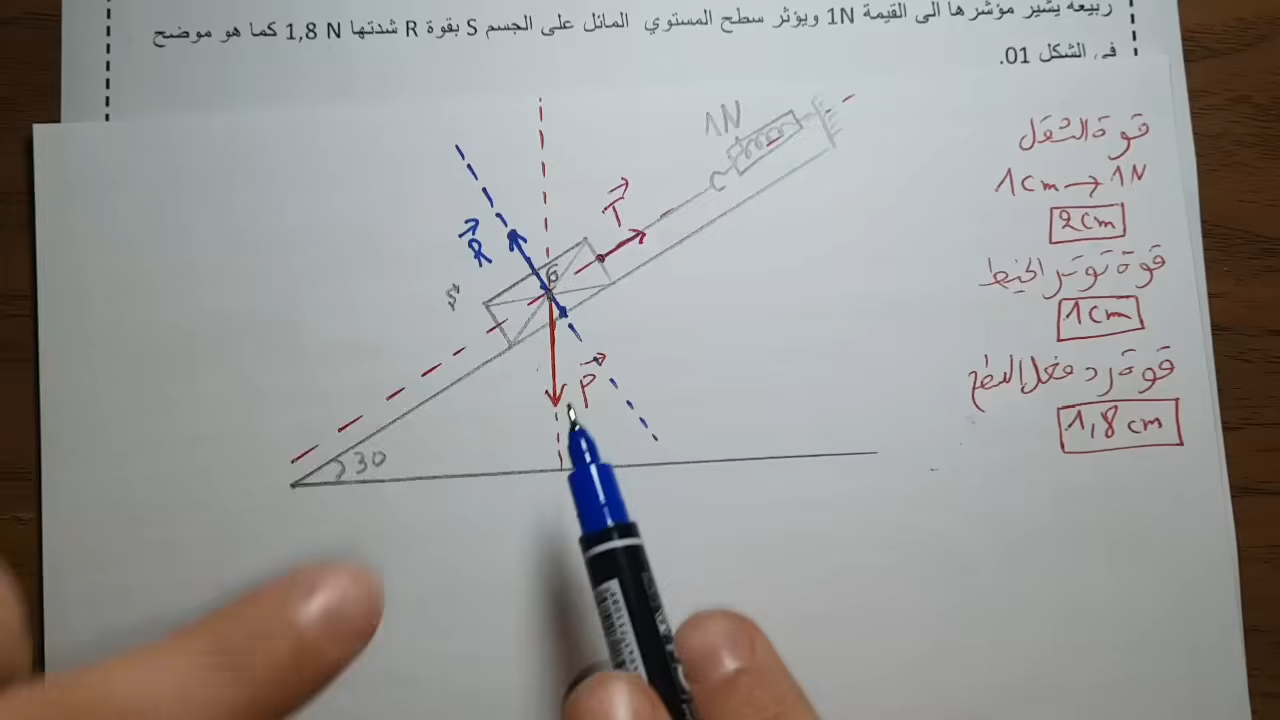 ربيعه يشير مؤشرها الى القيمة 1N ويؤثر سطح المستوي المائل على الجسم S بقوة R شدتها 1,8 N كما هو موضح
في الشكل 01.
1N
T
R
G
S
P
30
قوة الثقل
1cm → 1N
2cm
قوة توتر الخيط
1cm
قوة رد فعل السطح
1,8 cm